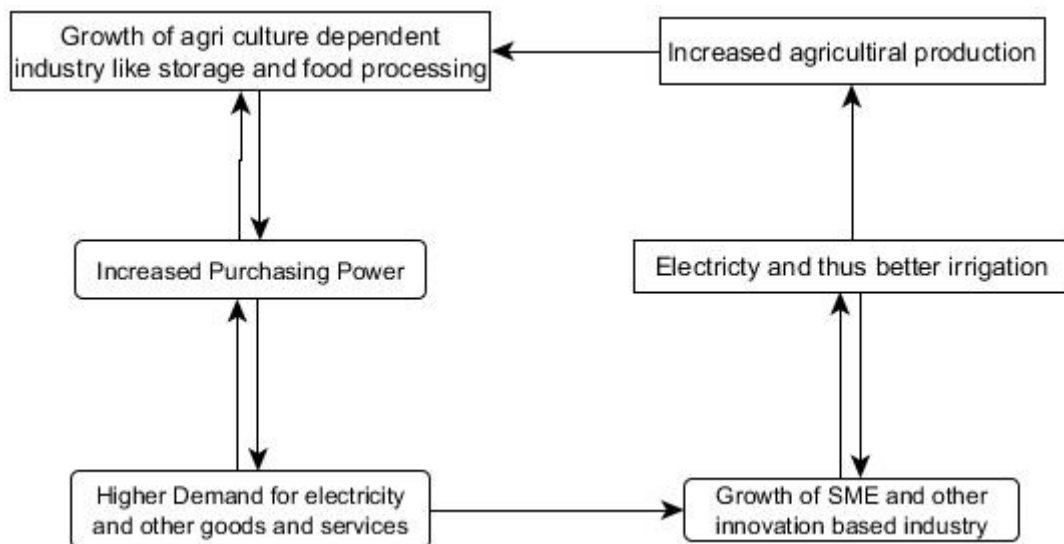 Growth of agri culture dependent
industry like storage and food processing
Increased agricultiral production
Increased Purchasing Power
Electricty and thus better irrigation
Higher Demand for electricity
and other goods and services
Growth of SME and other
innovation based industry